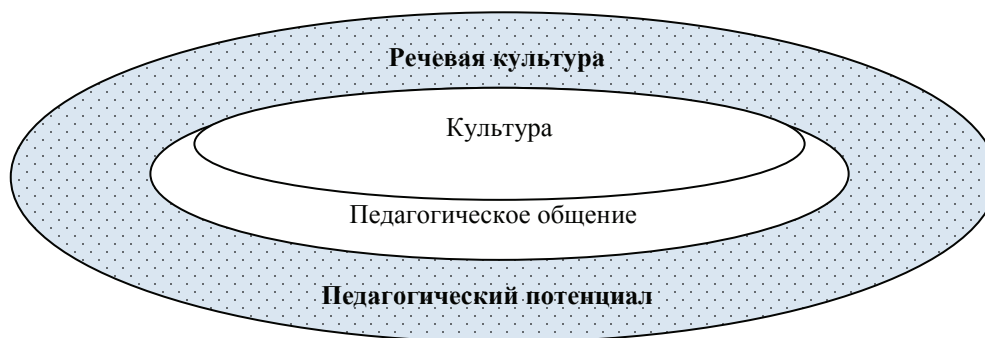 Речевая культура
Культура
Педагогическое общение
Педагогический потенциал